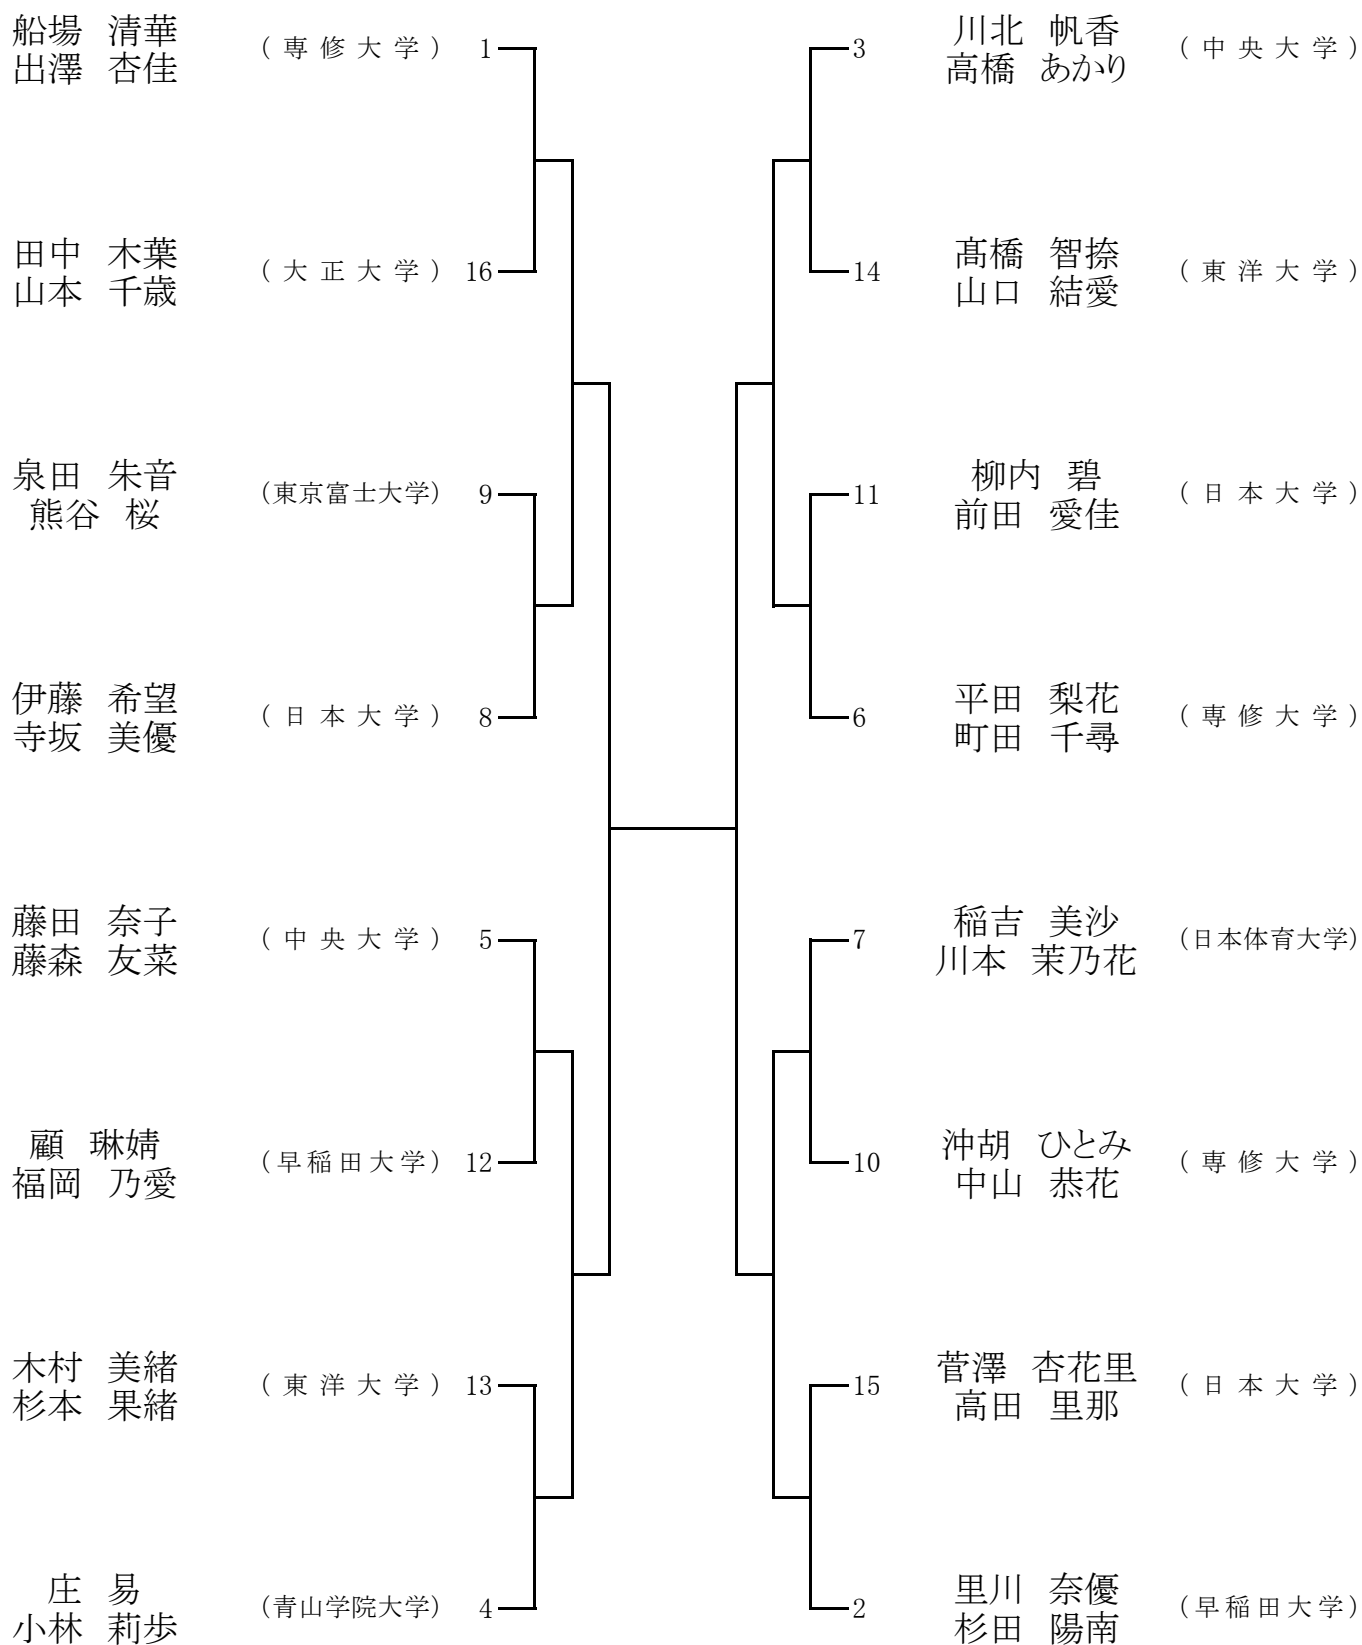 船場 清華
出澤 杏佳
(専修大学) 1
田中 木葉
山本 千歳
(大正大学) 16
泉田 朱音
熊谷 桜
(東京富士大学) 9
伊藤 希望
寺坂 美優
(日本大学) 8
藤田 奈子
藤森 友菜
(中央大学) 5
顧 琳婧
福岡 乃愛
(早稲田大学) 12
木村 美緒
杉本 果緒
(東洋大学) 13
庄 易
小林 莉歩
(青山学院大学) 4
3 川北 帆香
高橋 あかり
(中央大学)
14 髙橋 智捺
山口 結愛
(東洋大学)
11 柳内 碧
前田 愛佳
(日本大学)
6 平田 梨花
町田 千尋
(専修大学)
7 稲吉 美沙
川本 茉乃花
(日本体育大学)
10 沖胡 ひとみ
中山 恭花
(専修大学)
15 菅澤 杏花里
高田 里那
(日本大学)
2 里川 奈優
杉田 陽南
(早稲田大学)